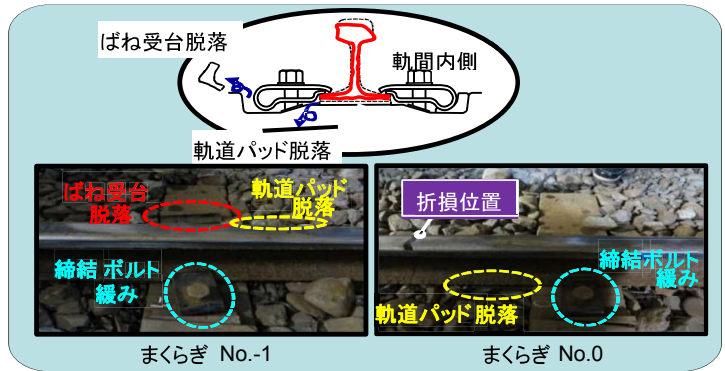 ばね受台脱落
軌間内側
軌道パッド脱落
ばね受台
脱落
軌道パッド
脱落
締結 ボルト
緩み
折損位置
締結ボルト
緩み
軌道パッド 脱落
まくらぎ No.-1
まくらぎ No.0